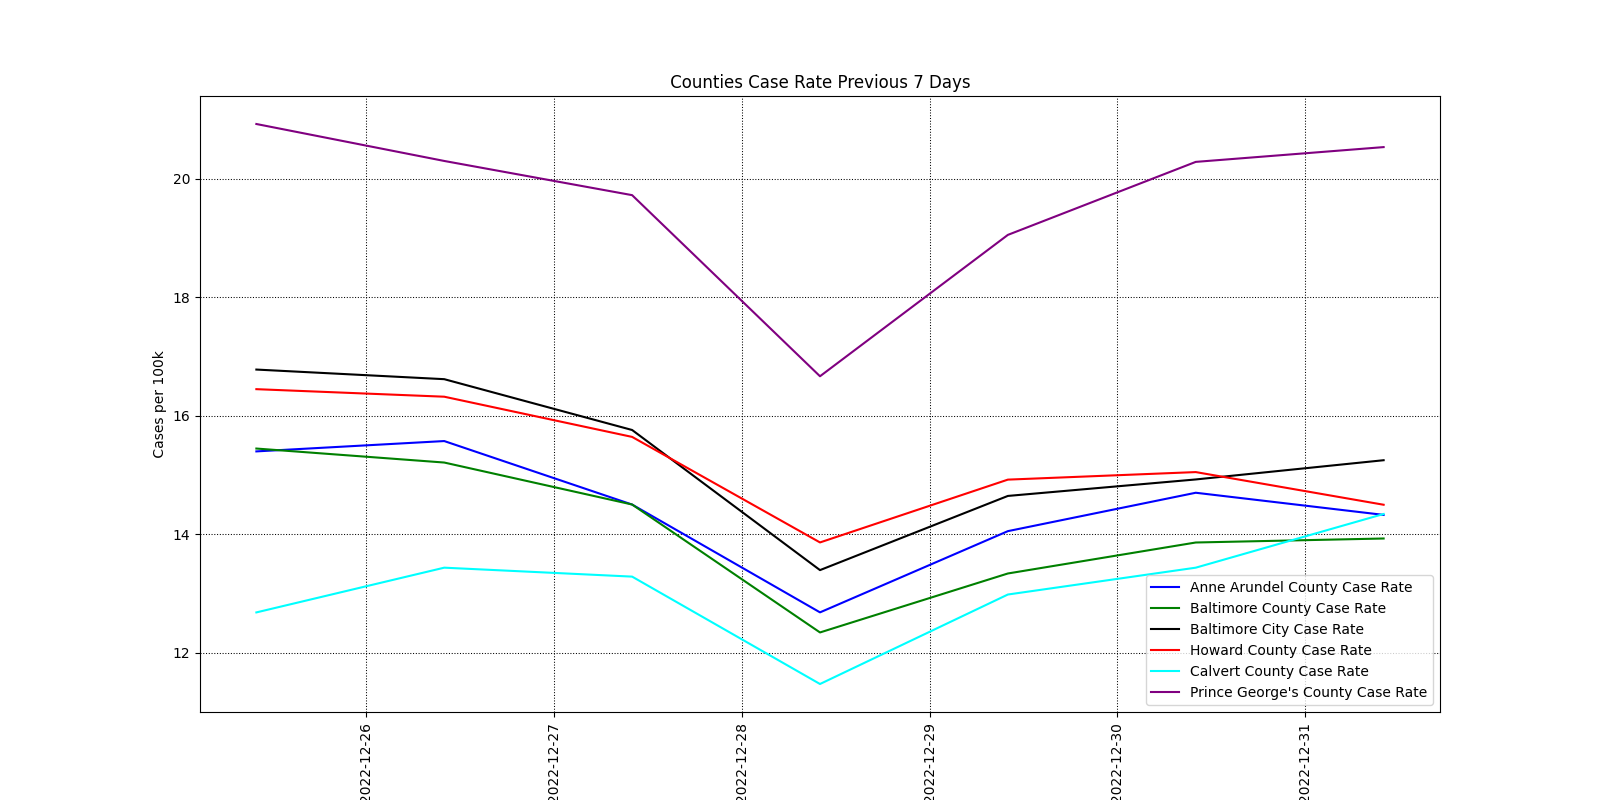 Counties Case Rate Previous 7 Days
Cases per 100k
20
18
16
14
12
Anne Arundel County Case Rate
Baltimore County Case Rate
Baltimore City Case Rate
Howard County Case Rate
Calvert County Case Rate
Prince George's County Case Rate
2022-12-26
2022-12-27
2022-12-28
2022-12-29
2022-12-30
2022-12-31